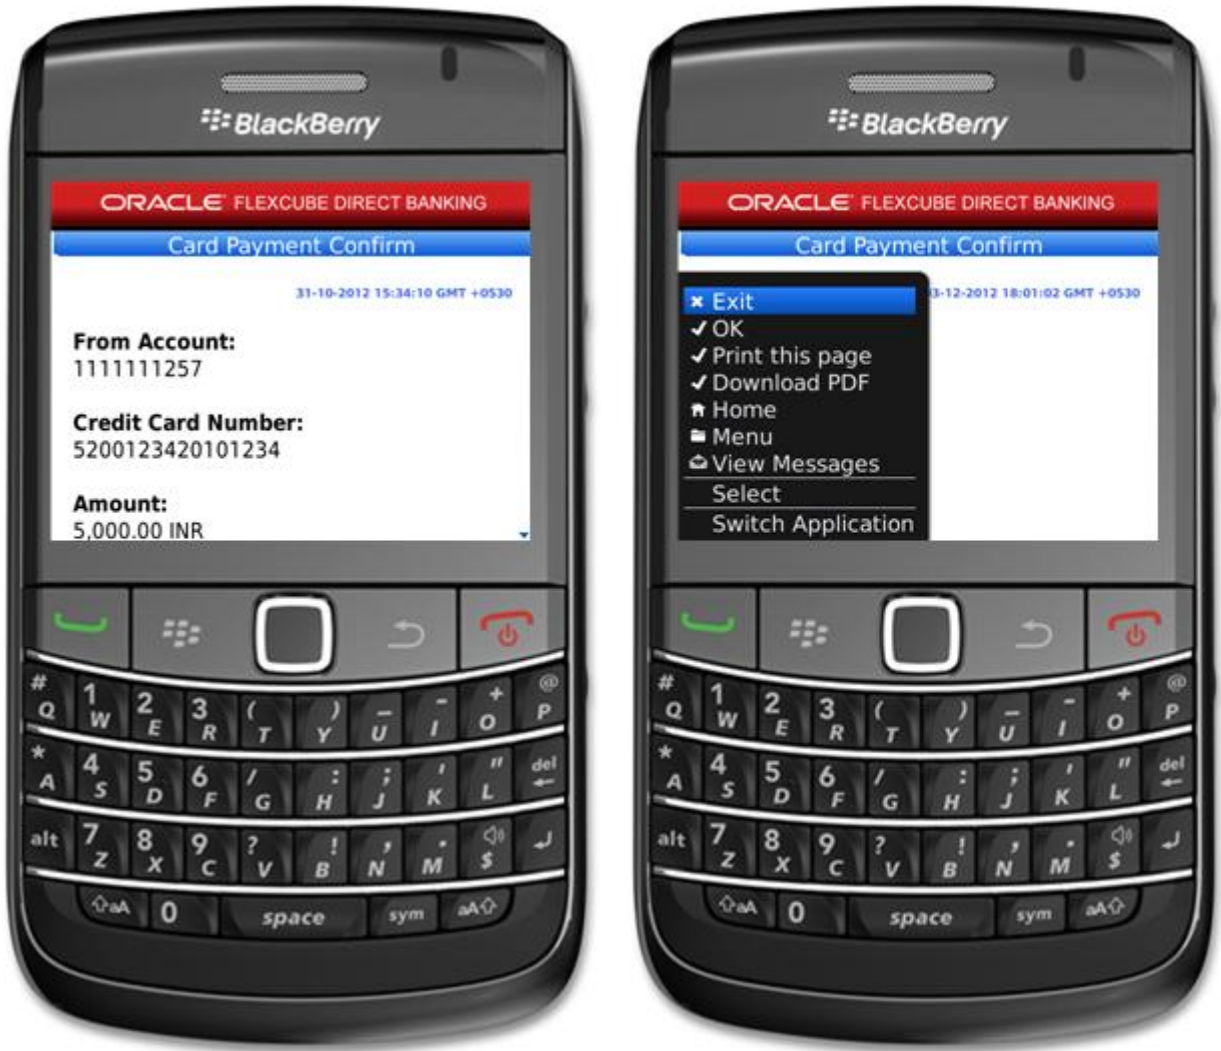 BlackBerry
ORACLE FLEXCUBE DIRECT BANKING
Card Payment Confirm
31-10-2012 15:34:10 GMT +0530
From Account:
1111111257
Credit Card Number:
5200123420101234
Amount:
5,000.00 INR
# 1 2 3 ( ) _ - + @
Q W E R T Y U I O P
* 4 5 6 / : ; ' " del
A S D F G H J K L
alt 7 8 9 ? ! , .
Z X C V B N M $
aA 0 space sym aA
BlackBerry
ORACLE FLEXCUBE DIRECT BANKING
Card Payment Confirm
3-12-2012 18:01:02 GMT +0530
Exit
OK
Print this page
Download PDF
Home
Menu
View Messages
Select
Switch Application
# 1 2 3 ( ) _ - + @
Q W E R T Y U I O P
* 4 5 6 / : ; ' " del
A S D F G H J K L
alt 7 8 9 ? ! , .
Z X C V B N M $
aA 0 space sym aA